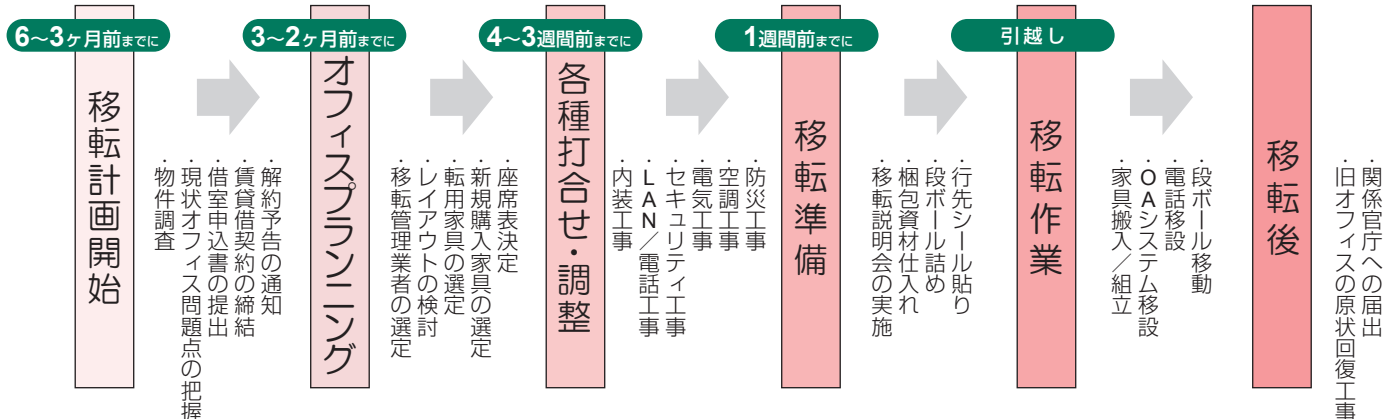 6〜3ヶ月前までに
移転計画開始
・解約予告の通知
・賃貸借契約の締結
・借室申込書の提出
・現状オフィス問題点の把握
・物件調査
3〜2ヶ月前までに
オフィスプランニング
・座席表決定
・新規購入家具の選定
・転用家具の選定
・レイアウトの検討
・移転管理業者の選定
4〜3週間前までに
各種打合せ・調整
・防災工事
・空調工事
・電気工事
・セキュリティ工事
・LAN／電話工事
・内装工事
1週間前までに
移転準備
・行先シール貼り
・段ボール詰め
・梱包資材仕入れ
・移転説明会の実施
引越し
移転作業
・段ボール移動
・電話移設
・OAシステム移設
・家具搬入／組立
移転後
・関係官庁への届出
・旧オフィスの原状回復工事